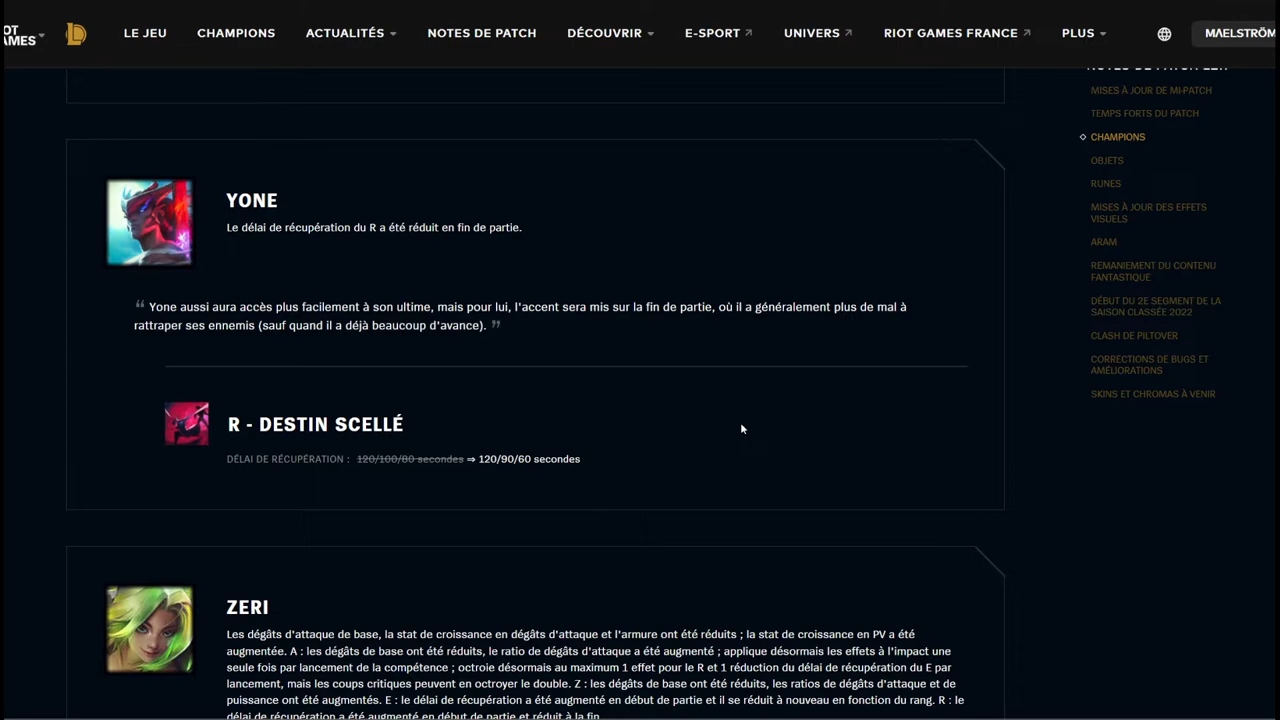 LE JEU
CHAMPIONS
ACTUALITÉS
NOTES DE PATCH
DÉCOUVRIR
E-SPORT
UNIVERS
RIOT GAMES FRANCE
PLUS
MAELSTRÖM
MISES À JOUR DE MI-PATCH
TEMPS FORTS DU PATCH
CHAMPIONS
OBJETS
RUNES
MISES À JOUR DES EFFETS
VISUELS
ARAM
REMANIEMENT DU CONTENU
FANTASTIQUE
DÉBUT DU 2E SEGMENT DE LA
SAISON CLASSÉE 2022
CLASH DE PILTOVER
CORRECTIONS DE BUGS ET
AMÉLIORATIONS
SKINS ET CHROMAS À VENIR
YONE
Le délai de récupération du R a été réduit en fin de partie.
“ Yone aussi aura accès plus facilement à son ultime, mais pour lui, l'accent sera mis sur la fin de partie, où il a généralement plus de mal à
rattraper ses ennemis (sauf quand il a déjà beaucoup d'avance). ”
R - DESTIN SCELLÉ
DÉLAI DE RÉCUPÉRATION : 120/100/80 secondes ⇒ 120/90/60 secondes
ZERI
Les dégâts d'attaque de base, la stat de croissance en dégâts d'attaque et l'armure ont été réduits ; la stat de croissance en PV a été
augmentée. A : les dégâts de base ont été réduits, le ratio de dégâts d'attaque a été augmenté ; applique désormais les effets à l'impact une
seule fois par lancement de la compétence ; octroie désormais au maximum 1 effet pour le R et 1 réduction du délai de récupération du E par
lancement, mais les coups critiques peuvent en octroyer le double. Z : les dégâts de base ont été réduits, les ratios de dégâts d'attaque et de
puissance ont été augmentés. E : le délai de récupération a été augmenté en début de partie et il se réduit à nouveau en fonction du rang. R : le
délai de récupération a été augmenté en début de partie et réduit à la fin.